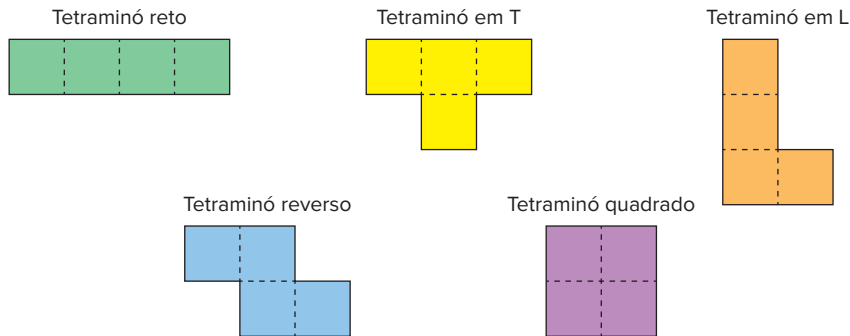 Tetraminó reto
Tetraminó em T
Tetraminó em L
Tetraminó reverso
Tetraminó quadrado